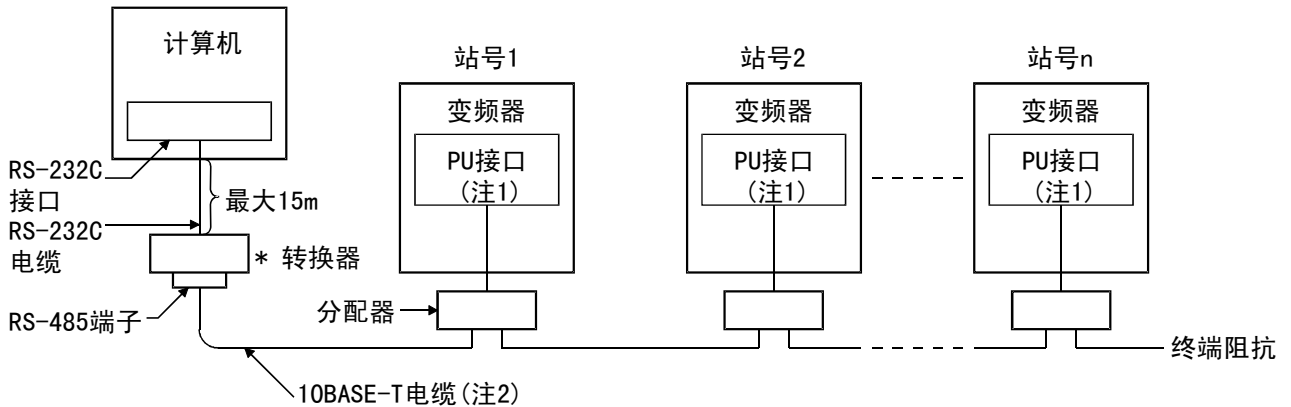 计算机
站号1
站号2
站号n
变频器
变频器
变频器
PU接口
(注1)
PU接口
(注1)
PU接口
(注1)
RS-232C
接口
最大15m
RS-232C
电缆
* 转换器
RS-485端子
分配器
终端阻抗
10BASE-T电缆(注2)